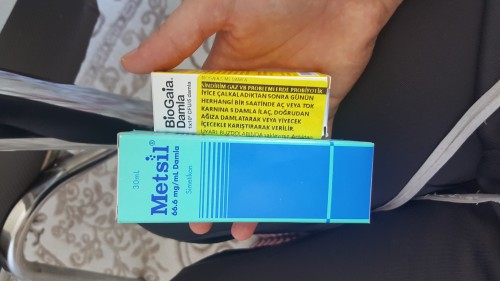 BioGaia.
Damla
SİNDİRİM GAZ VB PROBLEMLERDE PROBİYOTİK
İYİCE ÇALKALADIKTAN SONRA GÜNÜN
HERHANGİ BİR SAATİNDE AÇ VEYA TOK
KARNINA 5 DAMLA İLAÇ, DOĞRUDAN
AĞIZA DAMLATARAK VEYA YİYECEK
İÇECEKLE KARIŞTIRARAK VERİLİR.
30mL
Metsil®
66.6 mg/mL Damla
Simetikon